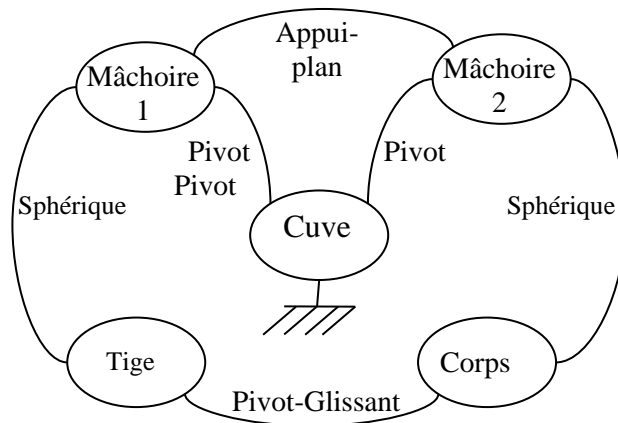 Appui-
plan
Mâchoire
1
Mâchoire
2
Pivot
Pivot
Pivot
Sphérique
Sphérique
Cuve
Tige
Corps
Pivot-Glissant